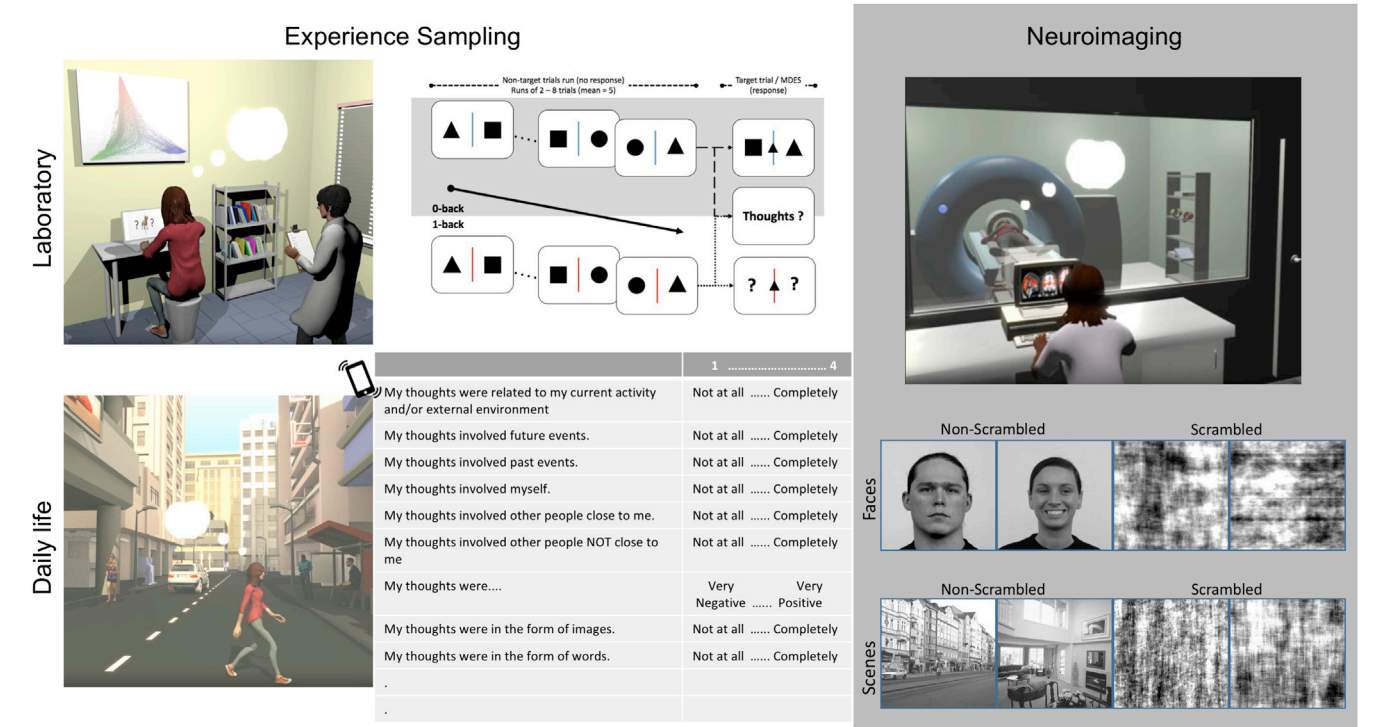 Experience Sampling
Neuroimaging
Laboratory
Non-target trials run (no response)
Runs of 2 – 8 trials (mean = 5)
Target trial / MDES
(response)
0-back
1-back
Thoughts ?
? ?
? ?
Daily life
1 ............................ 4
My thoughts were related to my current activity
and/or external environment
Not at all ...... Completely
My thoughts involved future events.
Not at all ...... Completely
My thoughts involved past events.
Not at all ...... Completely
My thoughts involved myself.
Not at all ...... Completely
My thoughts involved other people close to me.
Not at all ...... Completely
My thoughts involved other people NOT close to
me
Not at all ...... Completely
My thoughts were....
Very Very
Negative ...... Positive
My thoughts were in the form of images.
Not at all ...... Completely
My thoughts were in the form of words.
Not at all ...... Completely
.
.
Non-Scrambled
Scrambled
Faces
Non-Scrambled
Scrambled
Scenes